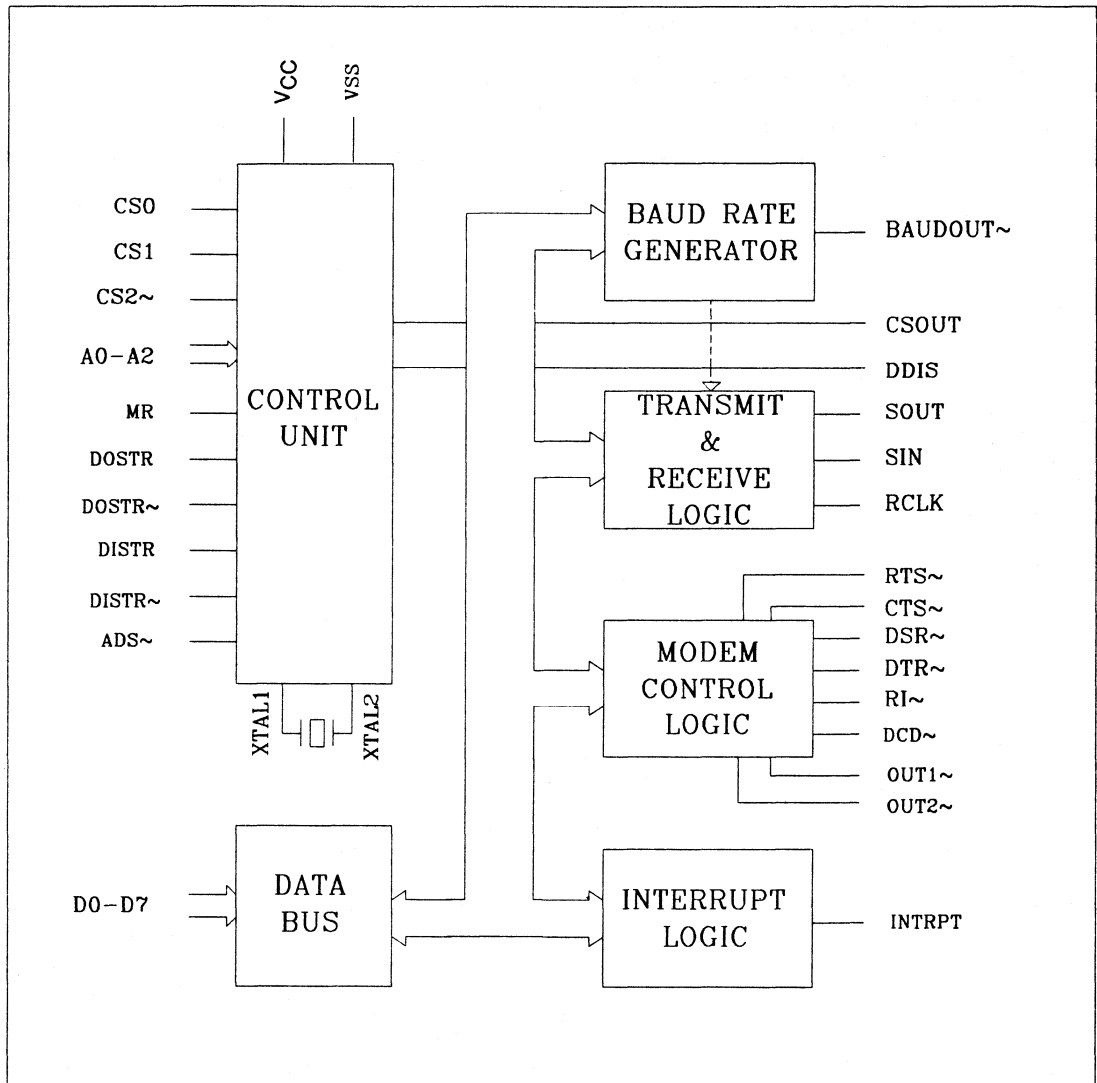 VCC
VSS
CS0
CS1
CS2~
A0-A2
MR
DOSTR
DOSTR~
DISTR
DISTR~
ADS~
CONTROL
UNIT
XTAL1
XTAL2
D0-D7
DATA
BUS
BAUD RATE
GENERATOR
BAUDOUT~
CSOUT
DDIS
TRANSMIT
&
RECEIVE
LOGIC
SOUT
SIN
RCLK
RTS~
CTS~
DSR~
DTR~
RI~
DCD~
OUT1~
OUT2~
MODEM
CONTROL
LOGIC
INTERRUPT
LOGIC
INTRPT